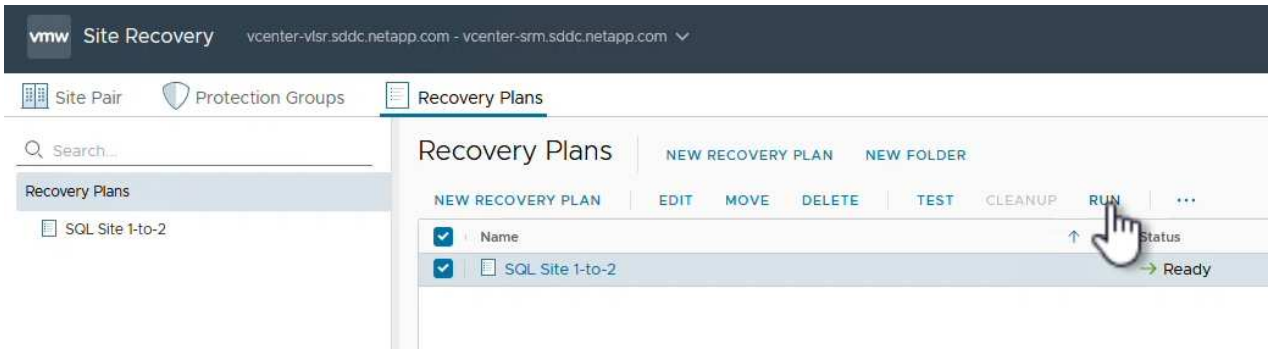 vmw Site Recovery vcenter-vlsr.sddc.netapp.com - vcenter-srm.sddc.netapp.com
Site Pair Protection Groups Recovery Plans
Search...
Recovery Plans
SQL Site 1-to-2
Recovery Plans NEW RECOVERY PLAN NEW FOLDER
NEW RECOVERY PLAN EDIT MOVE DELETE TEST CLEANUP RUN ...
Name Status
SQL Site 1-to-2 Ready